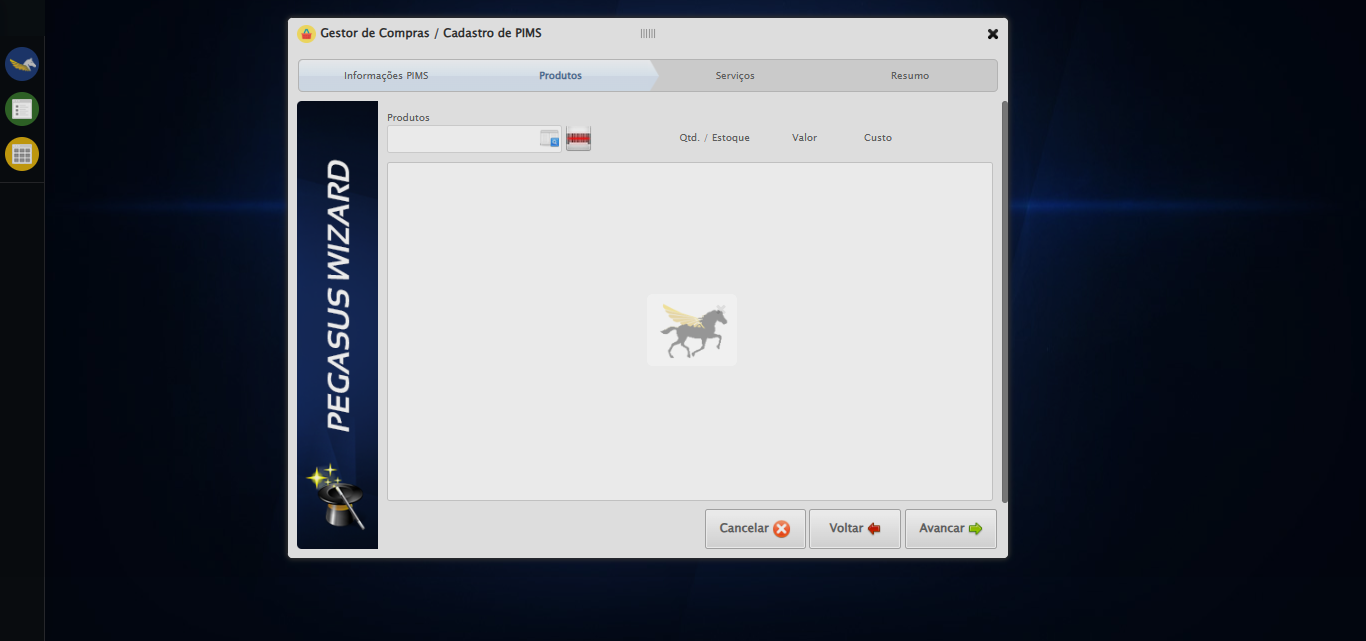 Gestor de Compras / Cadastro de PIMS
Informações PIMS Produtos Serviços Resumo
Produtos
Qtd. / Estoque Valor Custo
PEGASUS WIZARD
Cancelar Voltar Avancar